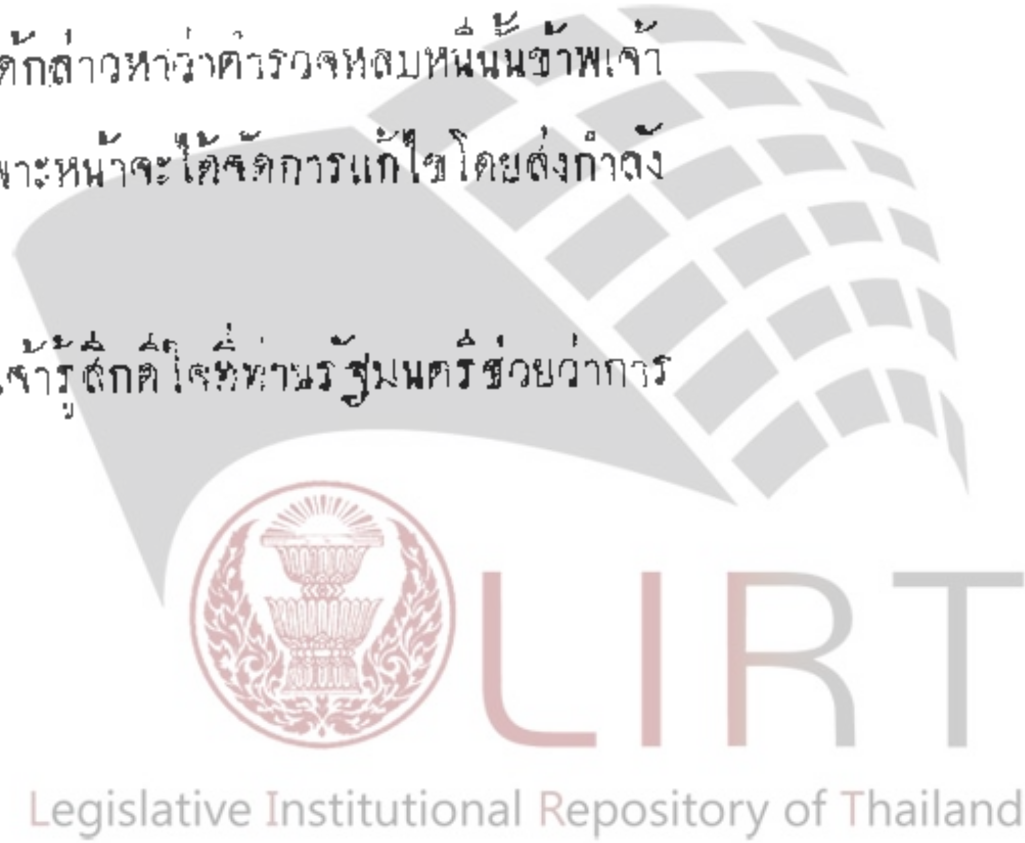 ด้กล่าวหาว่าตำรวจหลบหนีนั้นข้าพเจ้า
พาะหน้าจะได้จัดการแก้ไขโดยส่งกำลัง
เจ้ารู้สึกดีใจที่ท่านรัฐมนตรีช่วยว่าการ
LIRT
Legislative Institutional Repository of Thailand